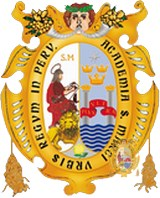 ACADEMIA S. MARCI VRBIS REGVM IN PERV.
S.M